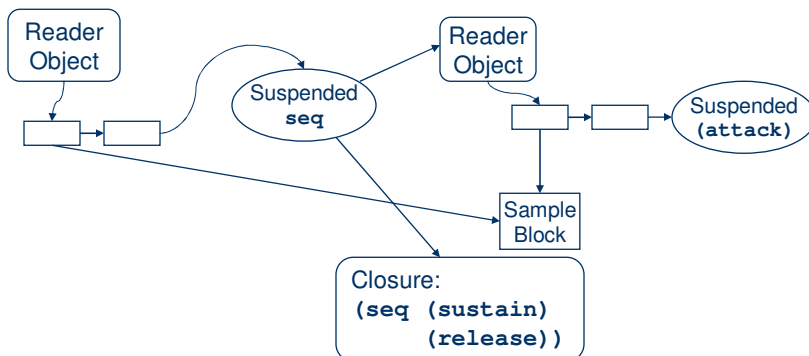 Reader
Object
Suspended
seq
Reader
Object
Suspended
(attack)
Sample
Block
Closure:
(seq (sustain)
(release))